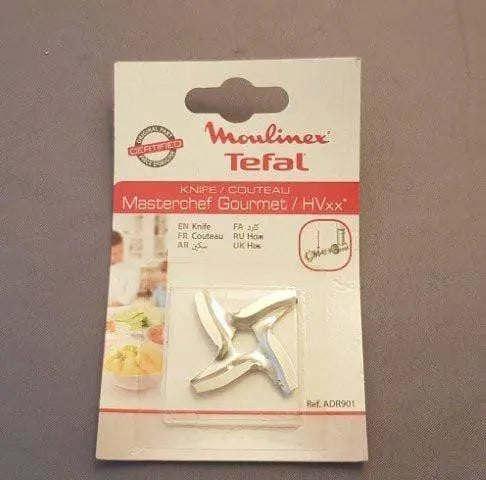 ORIGINAL PART
CERTIFIED
Moulinex
Tefal
KNIFE / COUTEAU
Masterchef Gourmet / HVxx*
EN Knife FA کارد
FR Couteau RU Нож
AR سكين UK Ніж
Ref. ADR901